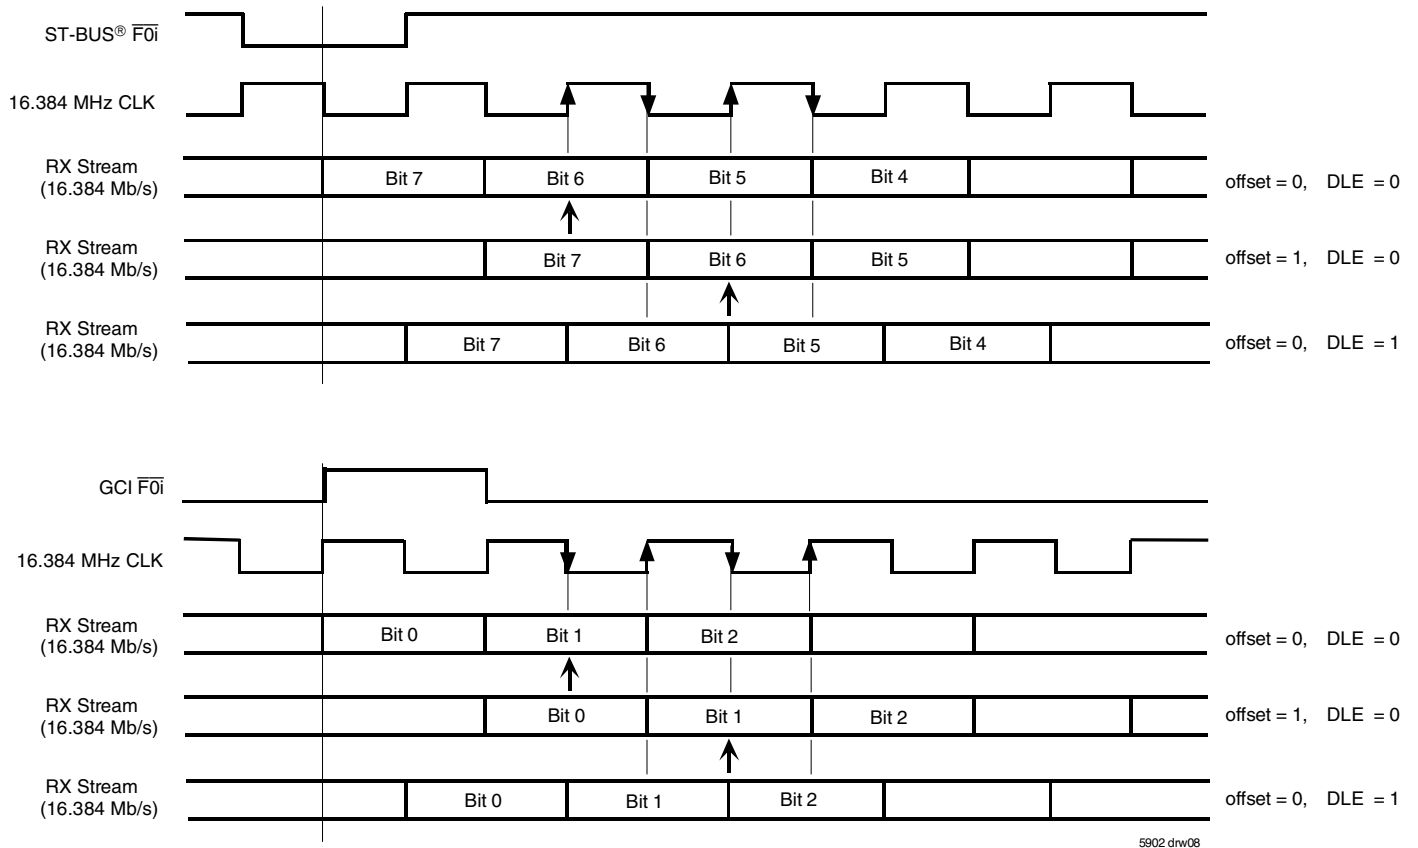 ST-BUS® F0i
16.384 MHz CLK
RX Stream
(16.384 Mb/s)
Bit 7
Bit 6
Bit 5
Bit 4
offset = 0, DLE = 0
RX Stream
(16.384 Mb/s)
Bit 7
Bit 6
Bit 5
offset = 1, DLE = 0
RX Stream
(16.384 Mb/s)
Bit 7
Bit 6
Bit 5
Bit 4
offset = 0, DLE = 1
GCI F0i
16.384 MHz CLK
RX Stream
(16.384 Mb/s)
Bit 0
Bit 1
Bit 2
offset = 0, DLE = 0
RX Stream
(16.384 Mb/s)
Bit 0
Bit 1
Bit 2
offset = 1, DLE = 0
RX Stream
(16.384 Mb/s)
Bit 0
Bit 1
Bit 2
offset = 0, DLE = 1
5902 drw08